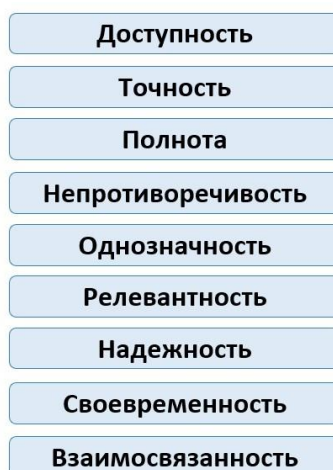 Доступность
Точность
Полнота
Непротиворечивость
Однозначность
Релевантность
Надежность
Своевременность
Взаимосвязанность